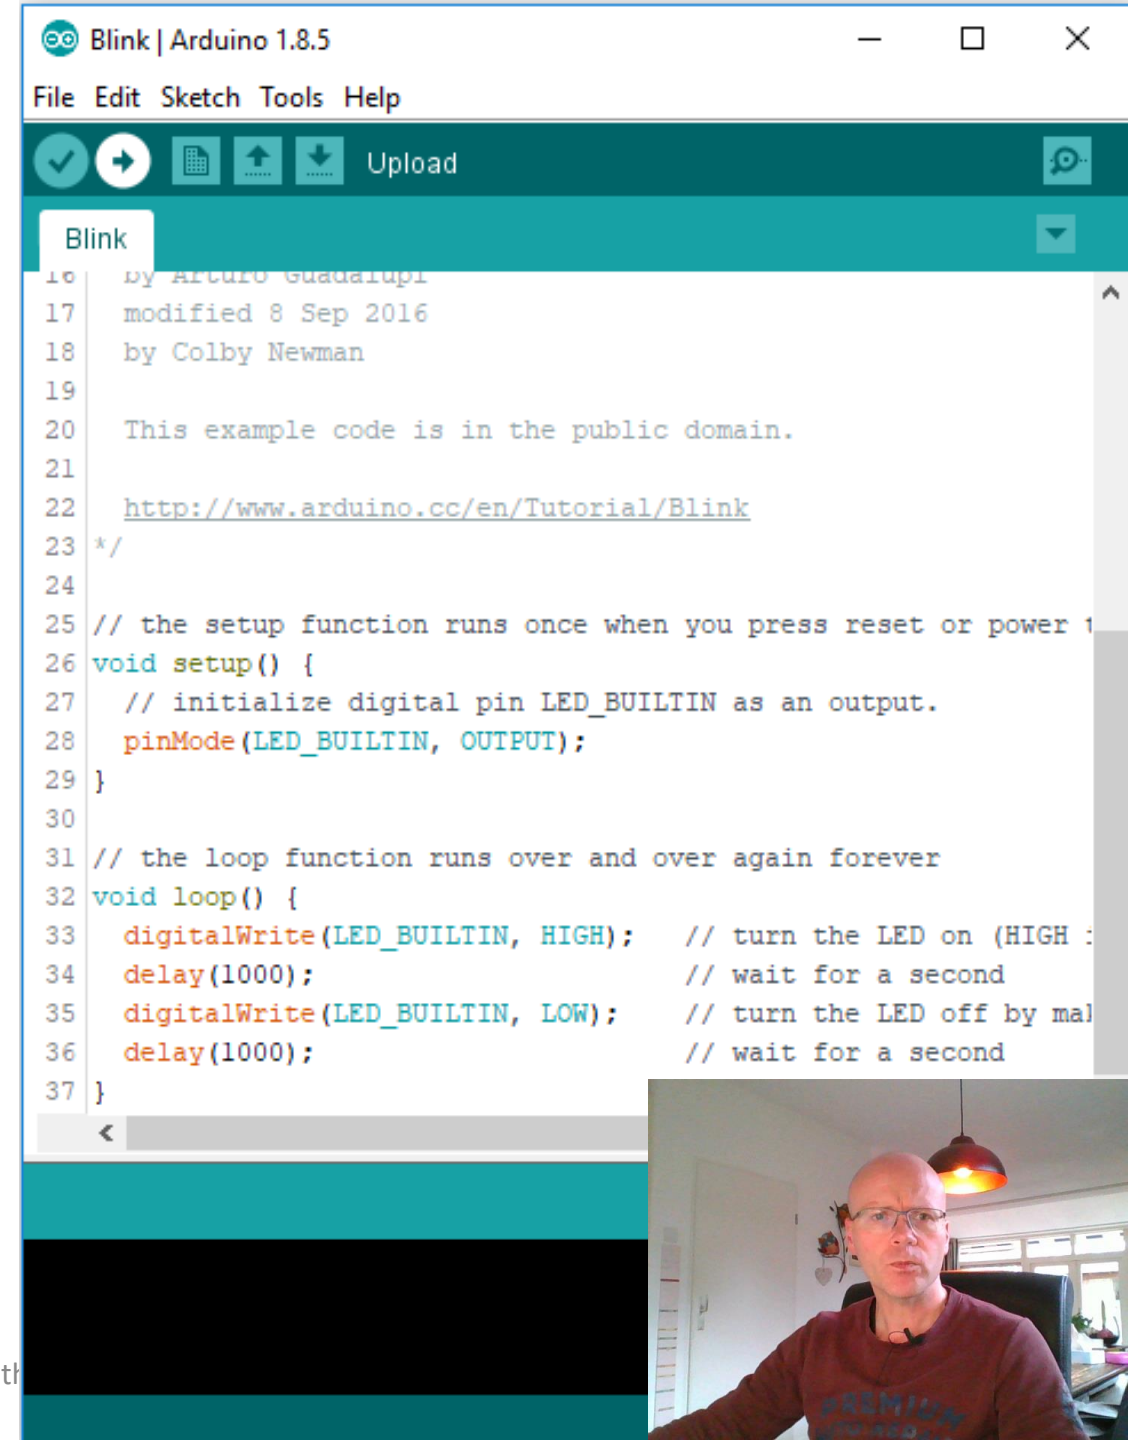 Blink | Arduino 1.8.5
File Edit Sketch Tools Help
Upload
Blink
16 by Arturo Guadalupi
17 modified 8 Sep 2016
18 by Colby Newman
19
20 This example code is in the public domain.
21
22 http://www.arduino.cc/en/Tutorial/Blink
23 */
24
25 // the setup function runs once when you press reset or power
26 void setup() {
27 // initialize digital pin LED_BUILTIN as an output.
28 pinMode(LED_BUILTIN, OUTPUT);
29 }
30
31 // the loop function runs over and over again forever
32 void loop() {
33 digitalWrite(LED_BUILTIN, HIGH); // turn the LED on (HIGH
34 delay(1000); // wait for a second
35 digitalWrite(LED_BUILTIN, LOW); // turn the LED off by
36 delay(1000); // wait for a second
37 }
PREMIUM